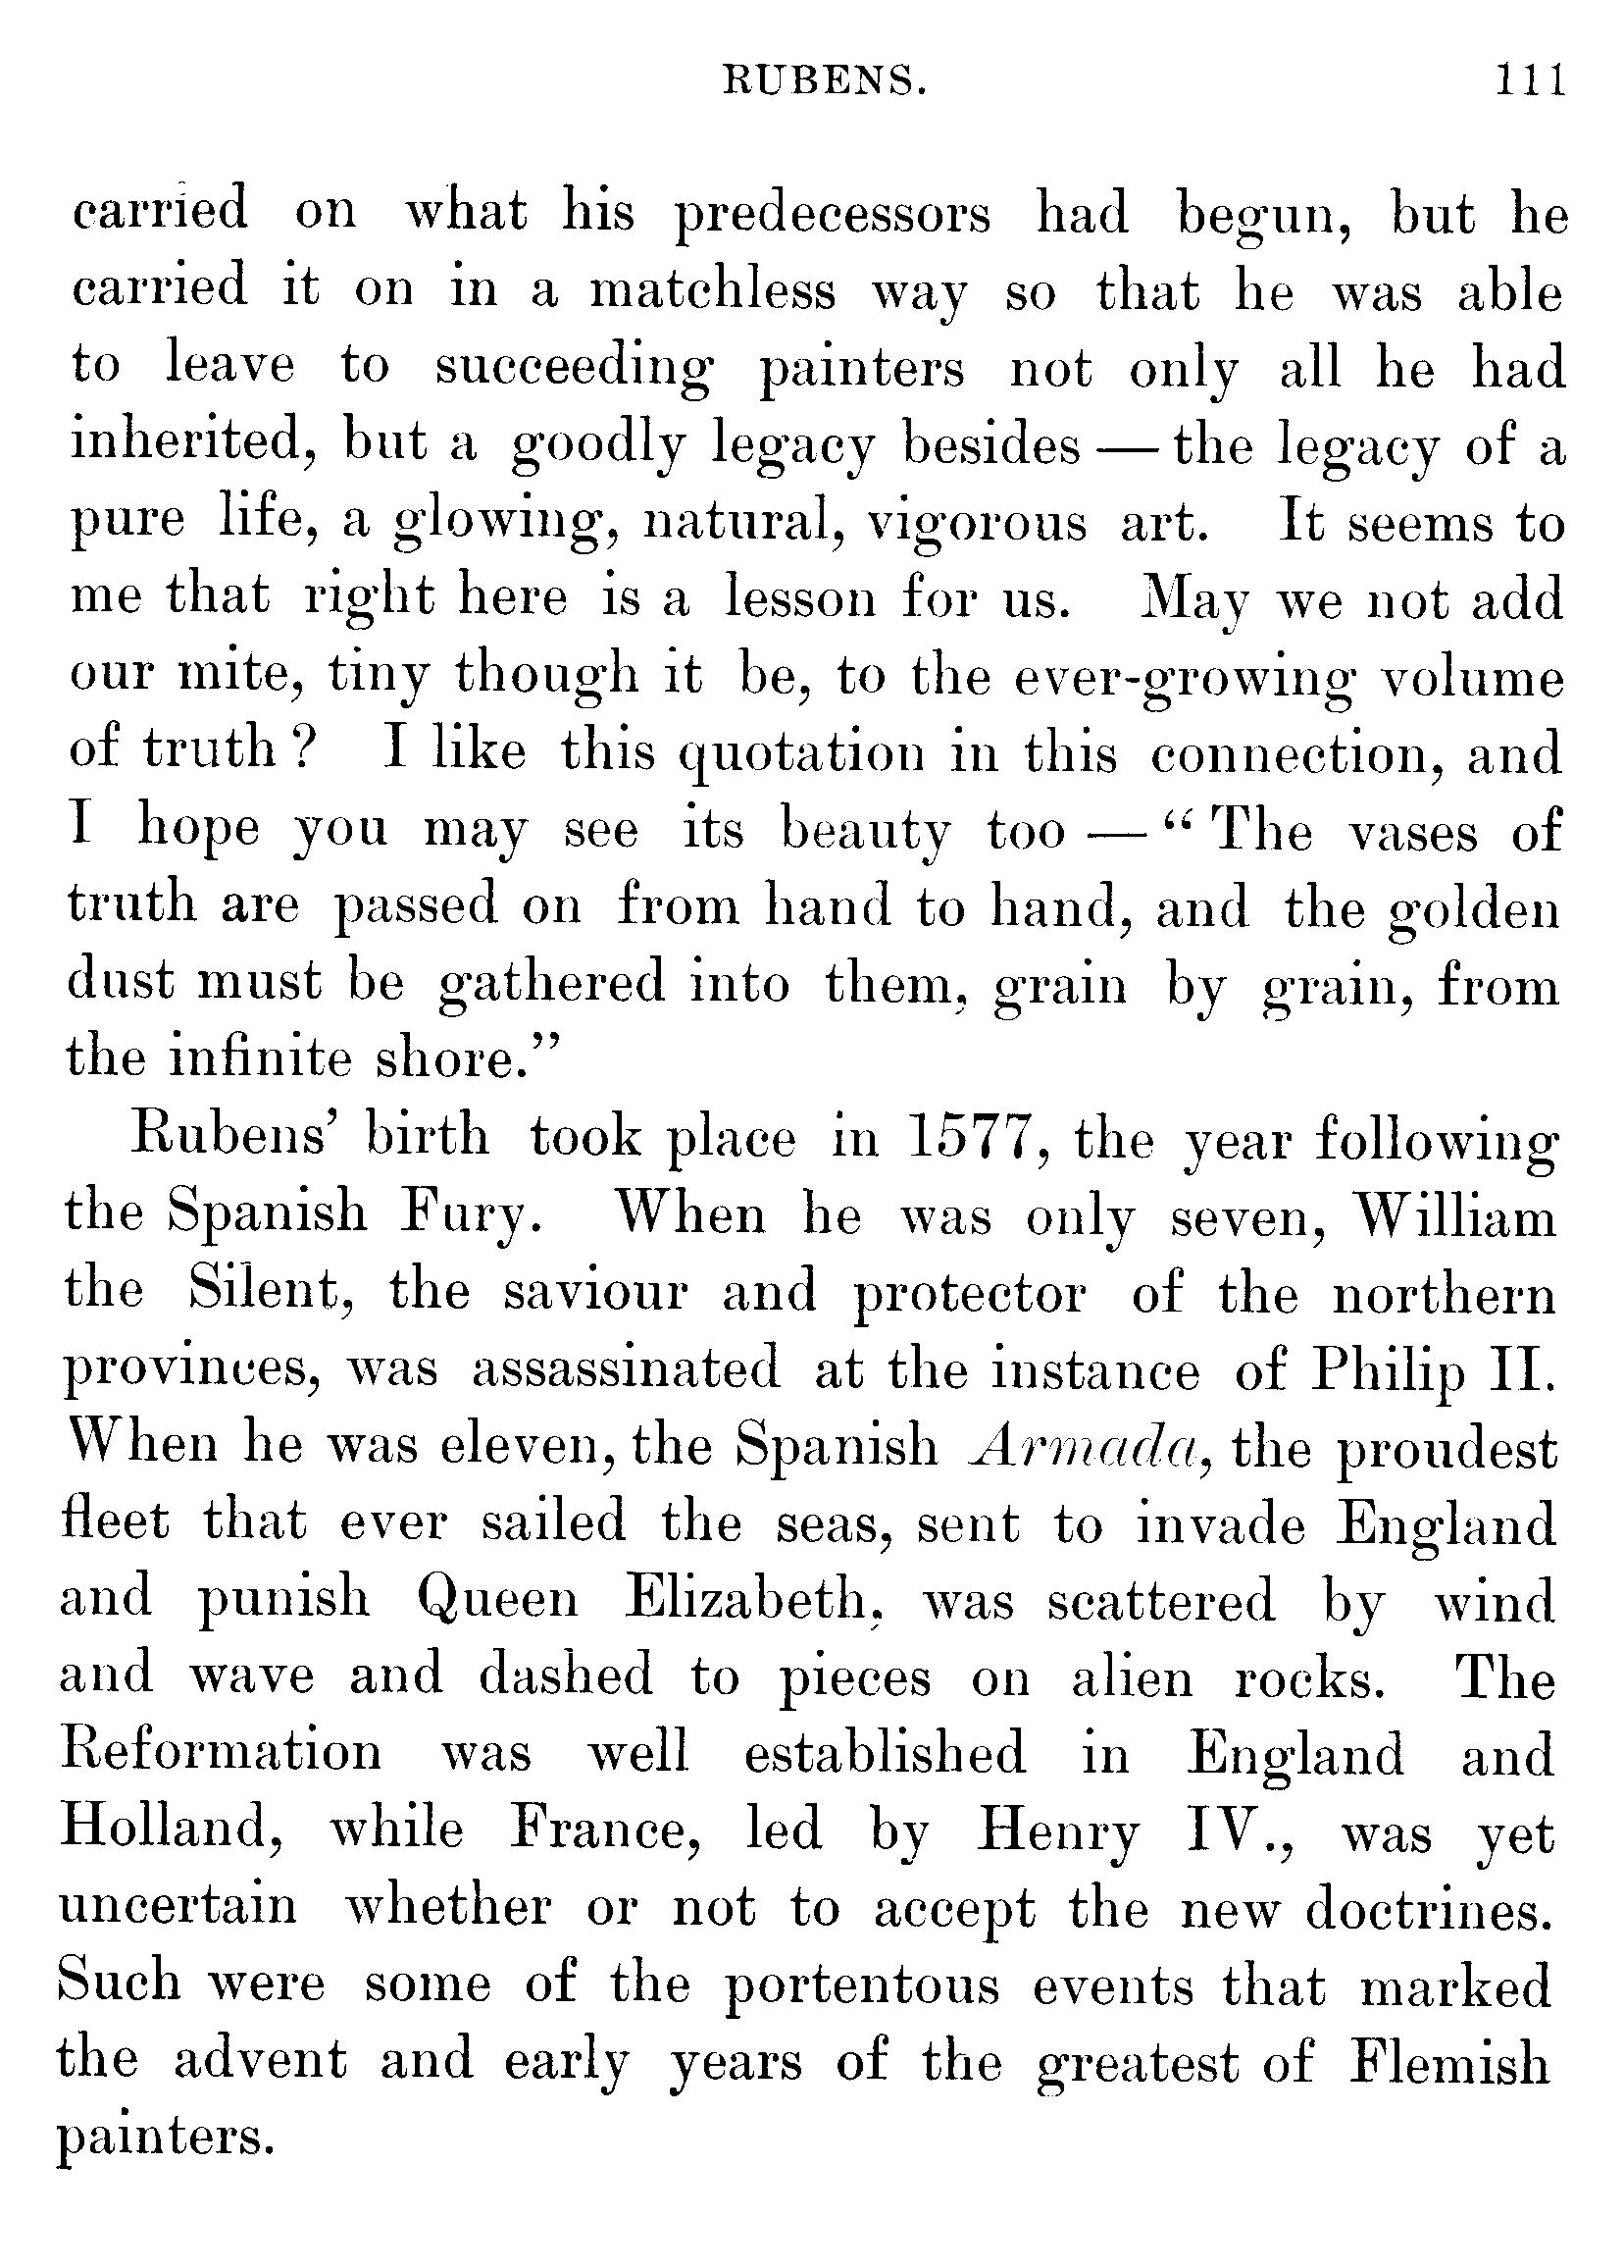 RUBENS. 111
carried on what his predecessors had begun, but he
carried it on in a matchless way so that he was able
to leave to succeeding painters not only all he had
inherited, but a goodly legacy besides — the legacy of a
pure life, a glowing, natural, vigorous art. It seems to
me that right here is a lesson for us. May we not add
our mite, tiny though it be, to the ever-growing volume
of truth? I like this quotation in this connection, and
I hope you may see its beauty too — “The vases of
truth are passed on from hand to hand, and the golden
dust must be gathered into them, grain by grain, from
the infinite shore.”
Rubens’ birth took place in 1577, the year following
the Spanish Fury. When he was only seven, William
the Silent, the saviour and protector of the northern
provinces, was assassinated at the instance of Philip II.
When he was eleven, the Spanish Armada, the proudest
fleet that ever sailed the seas, sent to invade England
and punish Queen Elizabeth, was scattered by wind
and wave and dashed to pieces on alien rocks. The
Reformation was well established in England and
Holland, while France, led by Henry IV., was yet
uncertain whether or not to accept the new doctrines.
Such were some of the portentous events that marked
the advent and early years of the greatest of Flemish
painters.